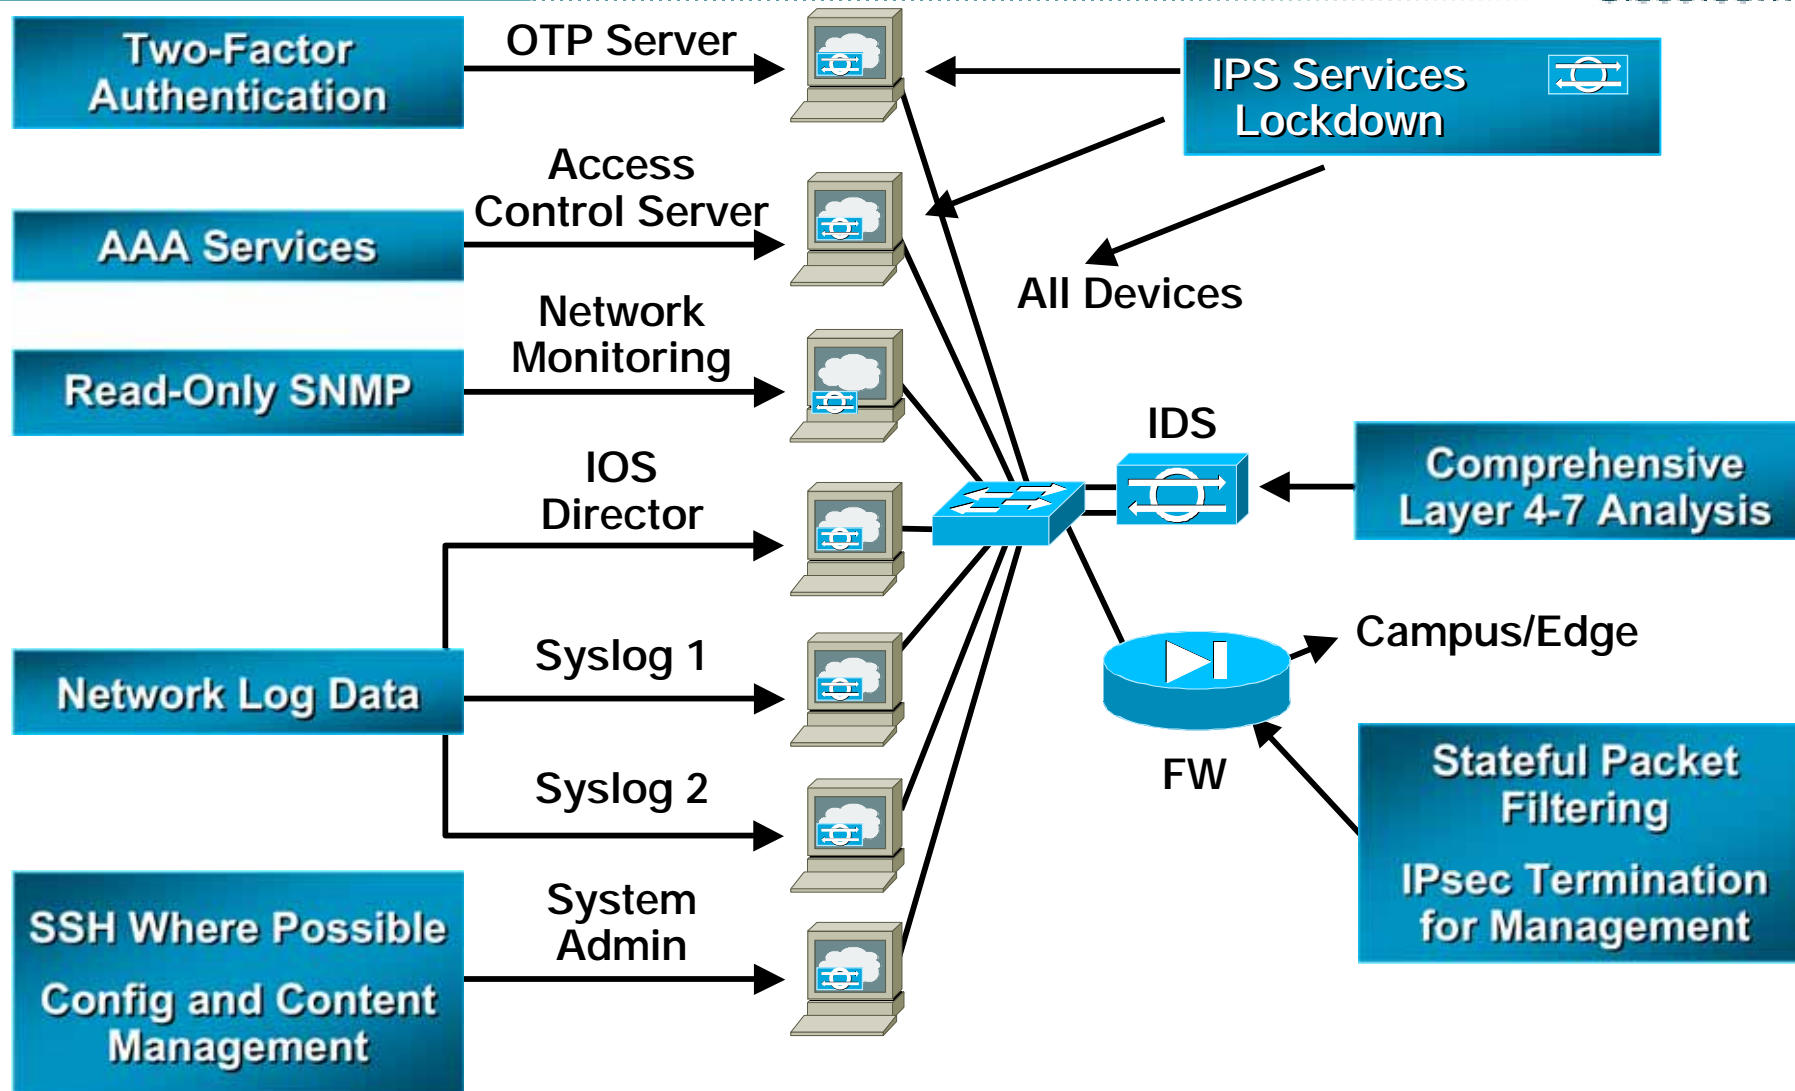 Two-Factor
Authentication
OTP Server
IPS Services
Lockdown
Access
Control Server
AAA Services
All Devices
Network
Monitoring
Read-Only SNMP
IDS
IOS
Director
Comprehensive
Layer 4-7 Analysis
Syslog 1
Campus/Edge
Network Log Data
FW
Stateful Packet
Filtering
IPsec Termination
for Management
Syslog 2
System
Admin
SSH Where Possible
Config and Content
Management